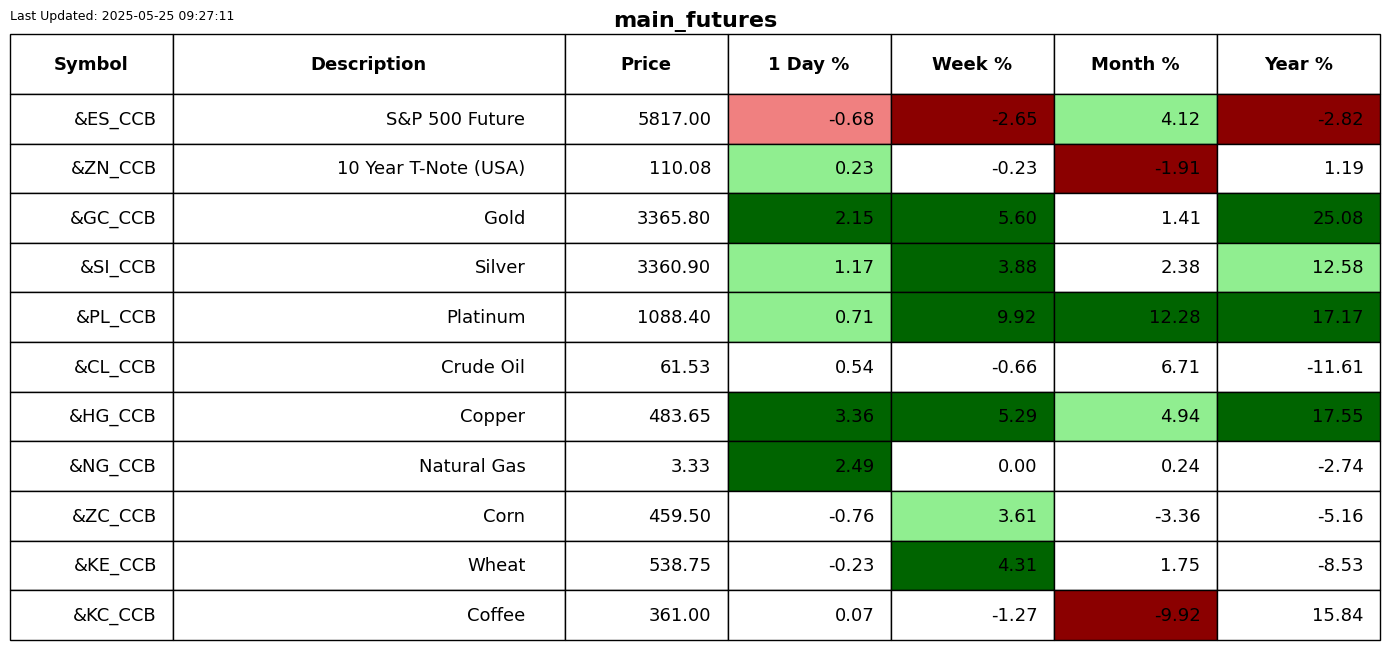 Last Updated: 2025-05-25 09:27:11
main_futures
Symbol Description Price 1 Day % Week % Month % Year %
&ES_CCB S&P 500 Future 5817.00 -0.68 -2.65 4.12 -2.82
&ZN_CCB 10 Year T-Note (USA) 110.08 0.23 -0.23 -1.91 1.19
&GC_CCB Gold 3365.80 2.15 5.60 1.41 25.08
&SI_CCB Silver 3360.90 1.17 3.88 2.38 12.58
&PL_CCB Platinum 1088.40 0.71 9.92 12.28 17.17
&CL_CCB Crude Oil 61.53 0.54 -0.66 6.71 -11.61
&HG_CCB Copper 483.65 3.36 5.29 4.94 17.55
&NG_CCB Natural Gas 3.33 2.49 0.00 0.24 -2.74
&ZC_CCB Corn 459.50 -0.76 3.61 -3.36 -5.16
&KE_CCB Wheat 538.75 -0.23 4.31 1.75 -8.53
&KC_CCB Coffee 361.00 0.07 -1.27 -9.92 15.84